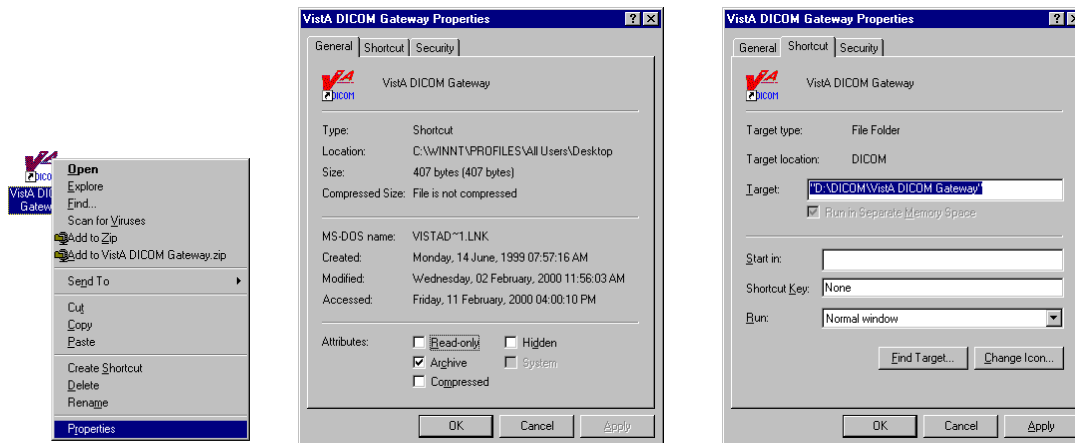 DICOM
VistA DI
Gatew
Open
Explore
Find...
Scan for Viruses
Add to Zip
Add to VistA DICOM Gateway.zip
Send To
Cut
Copy
Paste
Create Shortcut
Delete
Rename
Properties
VistA DICOM Gateway Properties
General Shortcut Security
VA
DICOM
VistA DICOM Gateway
Type: Shortcut
Location: C:\WINNT\PROFILES\All Users\Desktop
Size: 407 bytes (407 bytes)
Compressed Size: File is not compressed
MS-DOS name: VISTAD~1.LNK
Created: Monday, 14 June, 1999 07:57:16 AM
Modified: Wednesday, 02 February, 2000 11:56:03 AM
Accessed: Friday, 11 February, 2000 04:00:10 PM
Attributes: Read-only Hidden
Archive System
Compressed
OK Cancel Apply
VistA DICOM Gateway Properties
General Shortcut Security
VA
DICOM
VistA DICOM Gateway
Target type: File Folder
Target location: DICOM
Target: "D:\DICOM\VistA DICOM Gateway"
Run in Separate Memory Space
Start in:
Shortcut Key: None
Run: Normal window
Find Target... Change Icon...
OK Cancel Apply